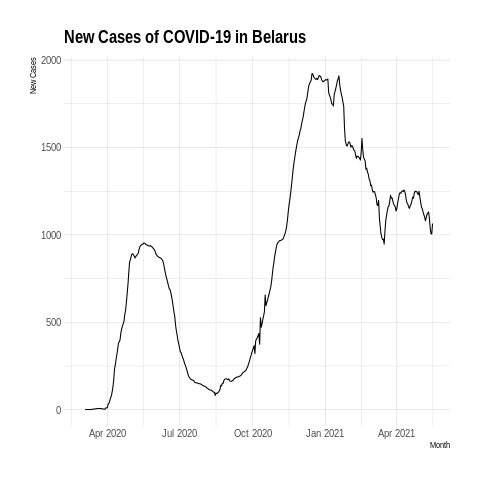 New Cases of COVID-19 in Belarus
New Cases
2000
1500
1000
500
0
Apr 2020
Jul 2020
Oct 2020
Jan 2021
Apr 2021
Month